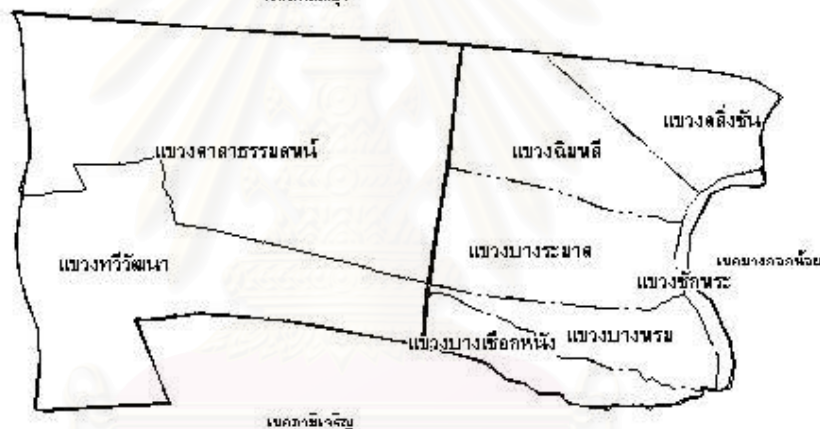 แขวงตลิ่งชัน
แขวงศาลาธรรมสพน์
แขวงฉิมพลี
แขวงบางระมาด
เขตบางกอกน้อย
แขวงทวีวัฒนา
แขวงชักพระ
แขวงบางพรม
แขวงบางเชือกหนัง
เขตภาษีเจริญ